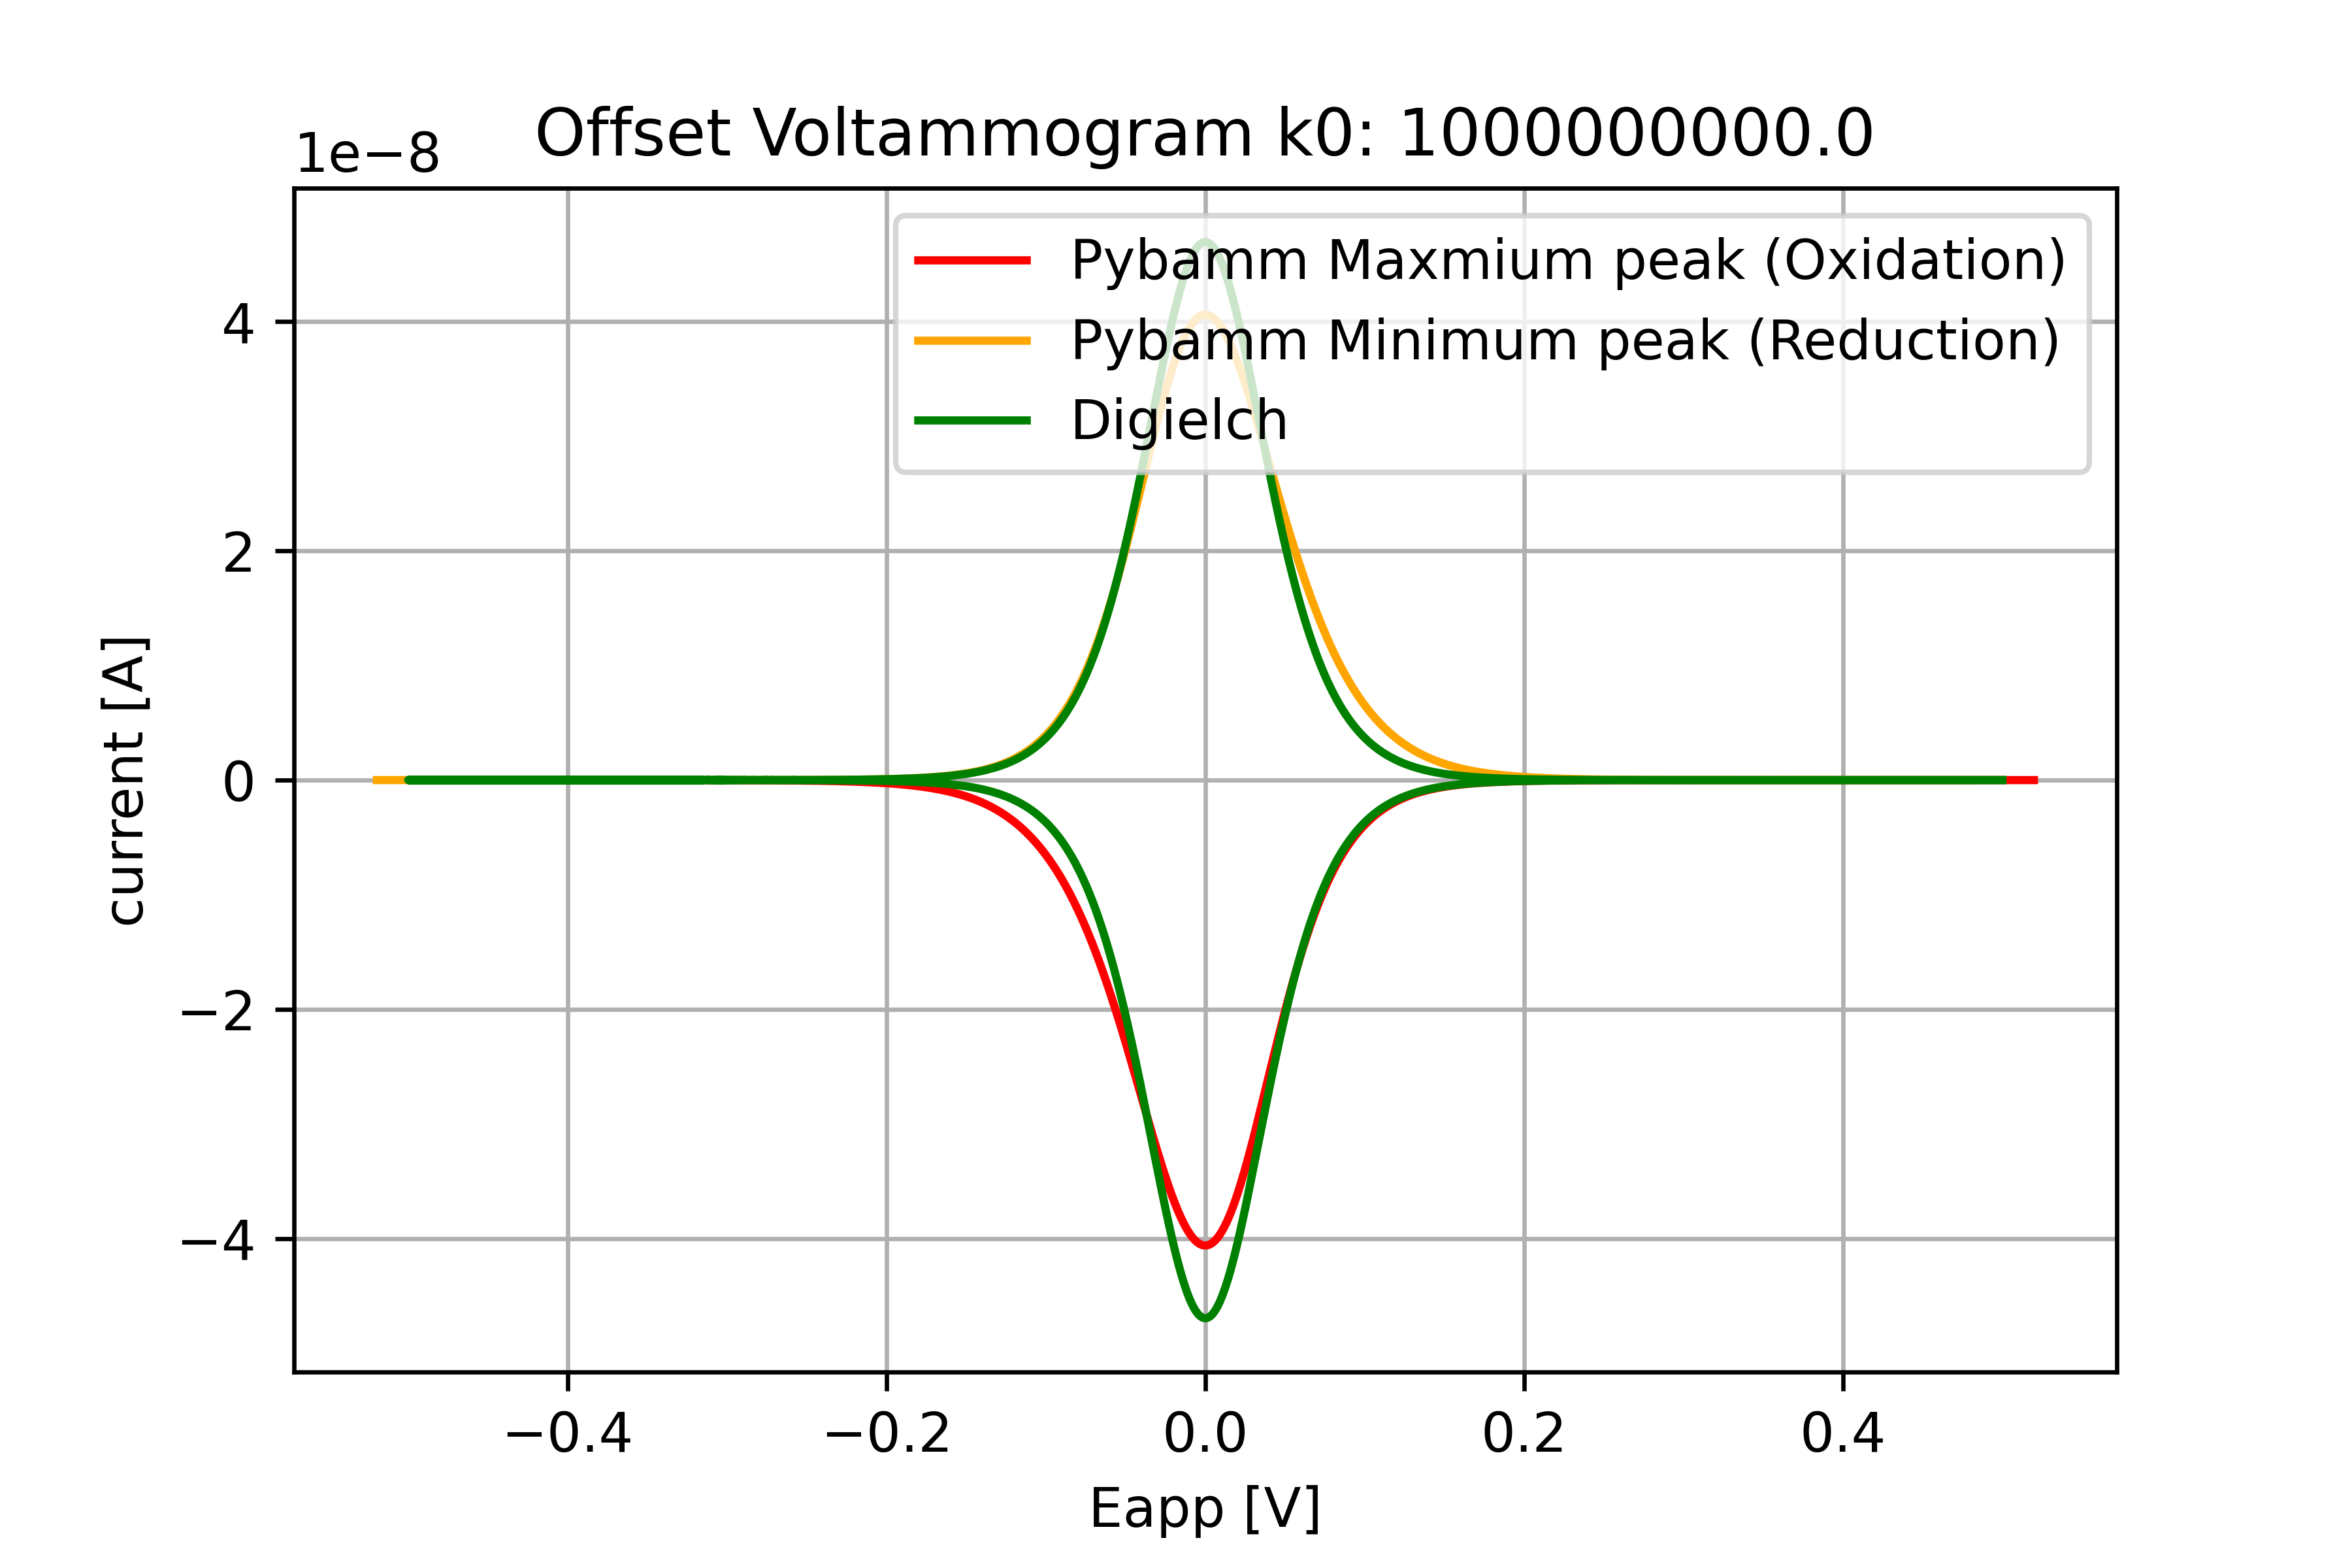 Offset Voltammogram k0: 1000000000.0
1e−8
Pybamm Maxmium peak (Oxidation)
Pybamm Minimum peak (Reduction)
Digielch
4
2
0
−2
−4
current [A]
−0.4
−0.2
0.0
0.2
0.4
Eapp [V]